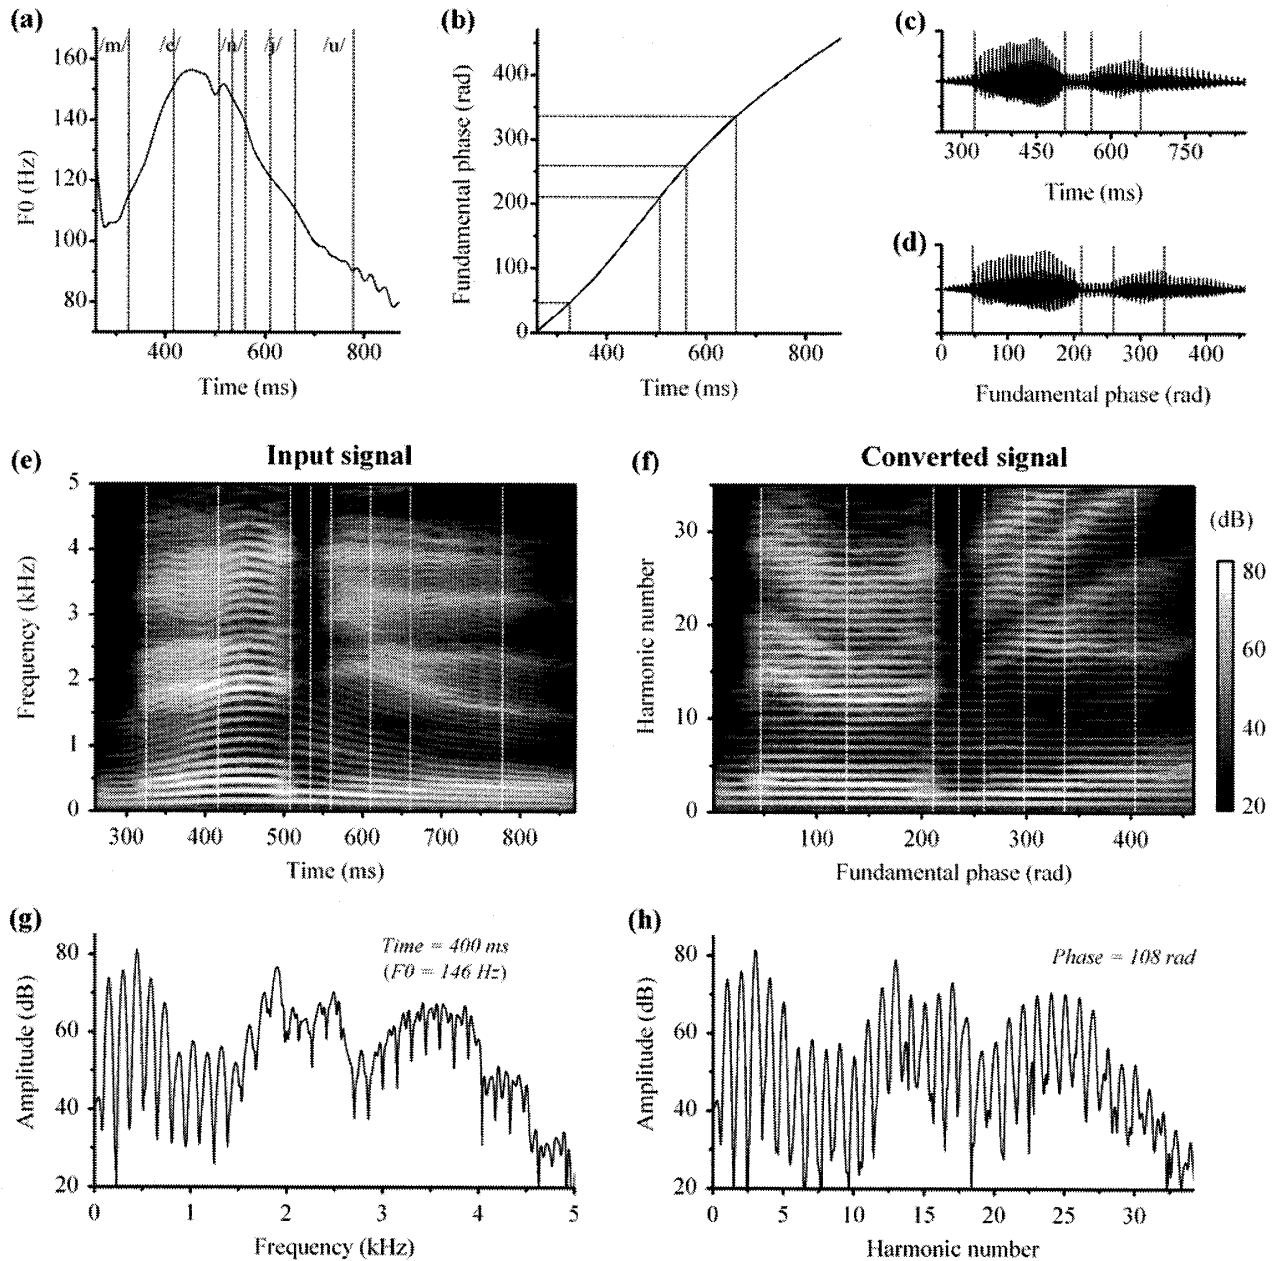 (a)
/m/ /e/ /n/ /j/ /u/
160
140
120
100
80
F0 (Hz)
400 600 800
Time (ms)
(b)
400
300
200
100
0
Fundamental phase (rad)
400 600 800
Time (ms)
(c)
300 450 600 750
Time (ms)
(d)
0 100 200 300 400
Fundamental phase (rad)
(e)
Input signal
5
4
3
2
1
0
Frequency (kHz)
300 400 500 600 700 800
Time (ms)
(f)
Converted signal
30
20
10
0
Harmonic number
100 200 300 400
Fundamental phase (rad)
(dB)
80
60
40
20
(g)
80
60
40
20
Amplitude (dB)
Time = 400 ms
(F0 = 146 Hz)
0 1 2 3 4 5
Frequency (kHz)
(h)
80
60
40
20
Amplitude (dB)
Phase = 108 rad
0 5 10 15 20 25 30
Harmonic number